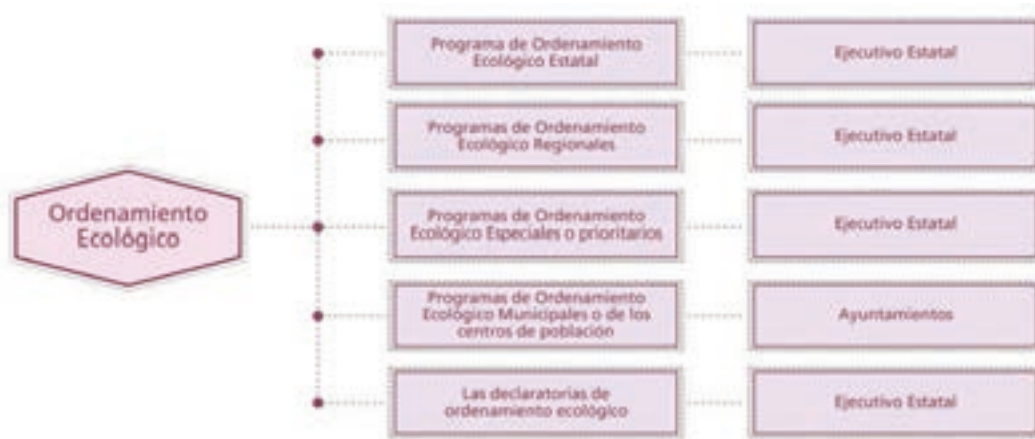 Ordenamiento
Ecológico
Programa de Ordenamiento
Ecológico Estatal
Ejecutivo Estatal
Programas de Ordenamiento
Ecológico Regionales
Ejecutivo Estatal
Programas de Ordenamiento
Ecológico Especiales o prioritarios
Ejecutivo Estatal
Programas de Ordenamiento
Ecológico Municipales o de los
centros de población
Ayuntamientos
Las declaratorias de
ordenamiento ecológico
Ejecutivo Estatal